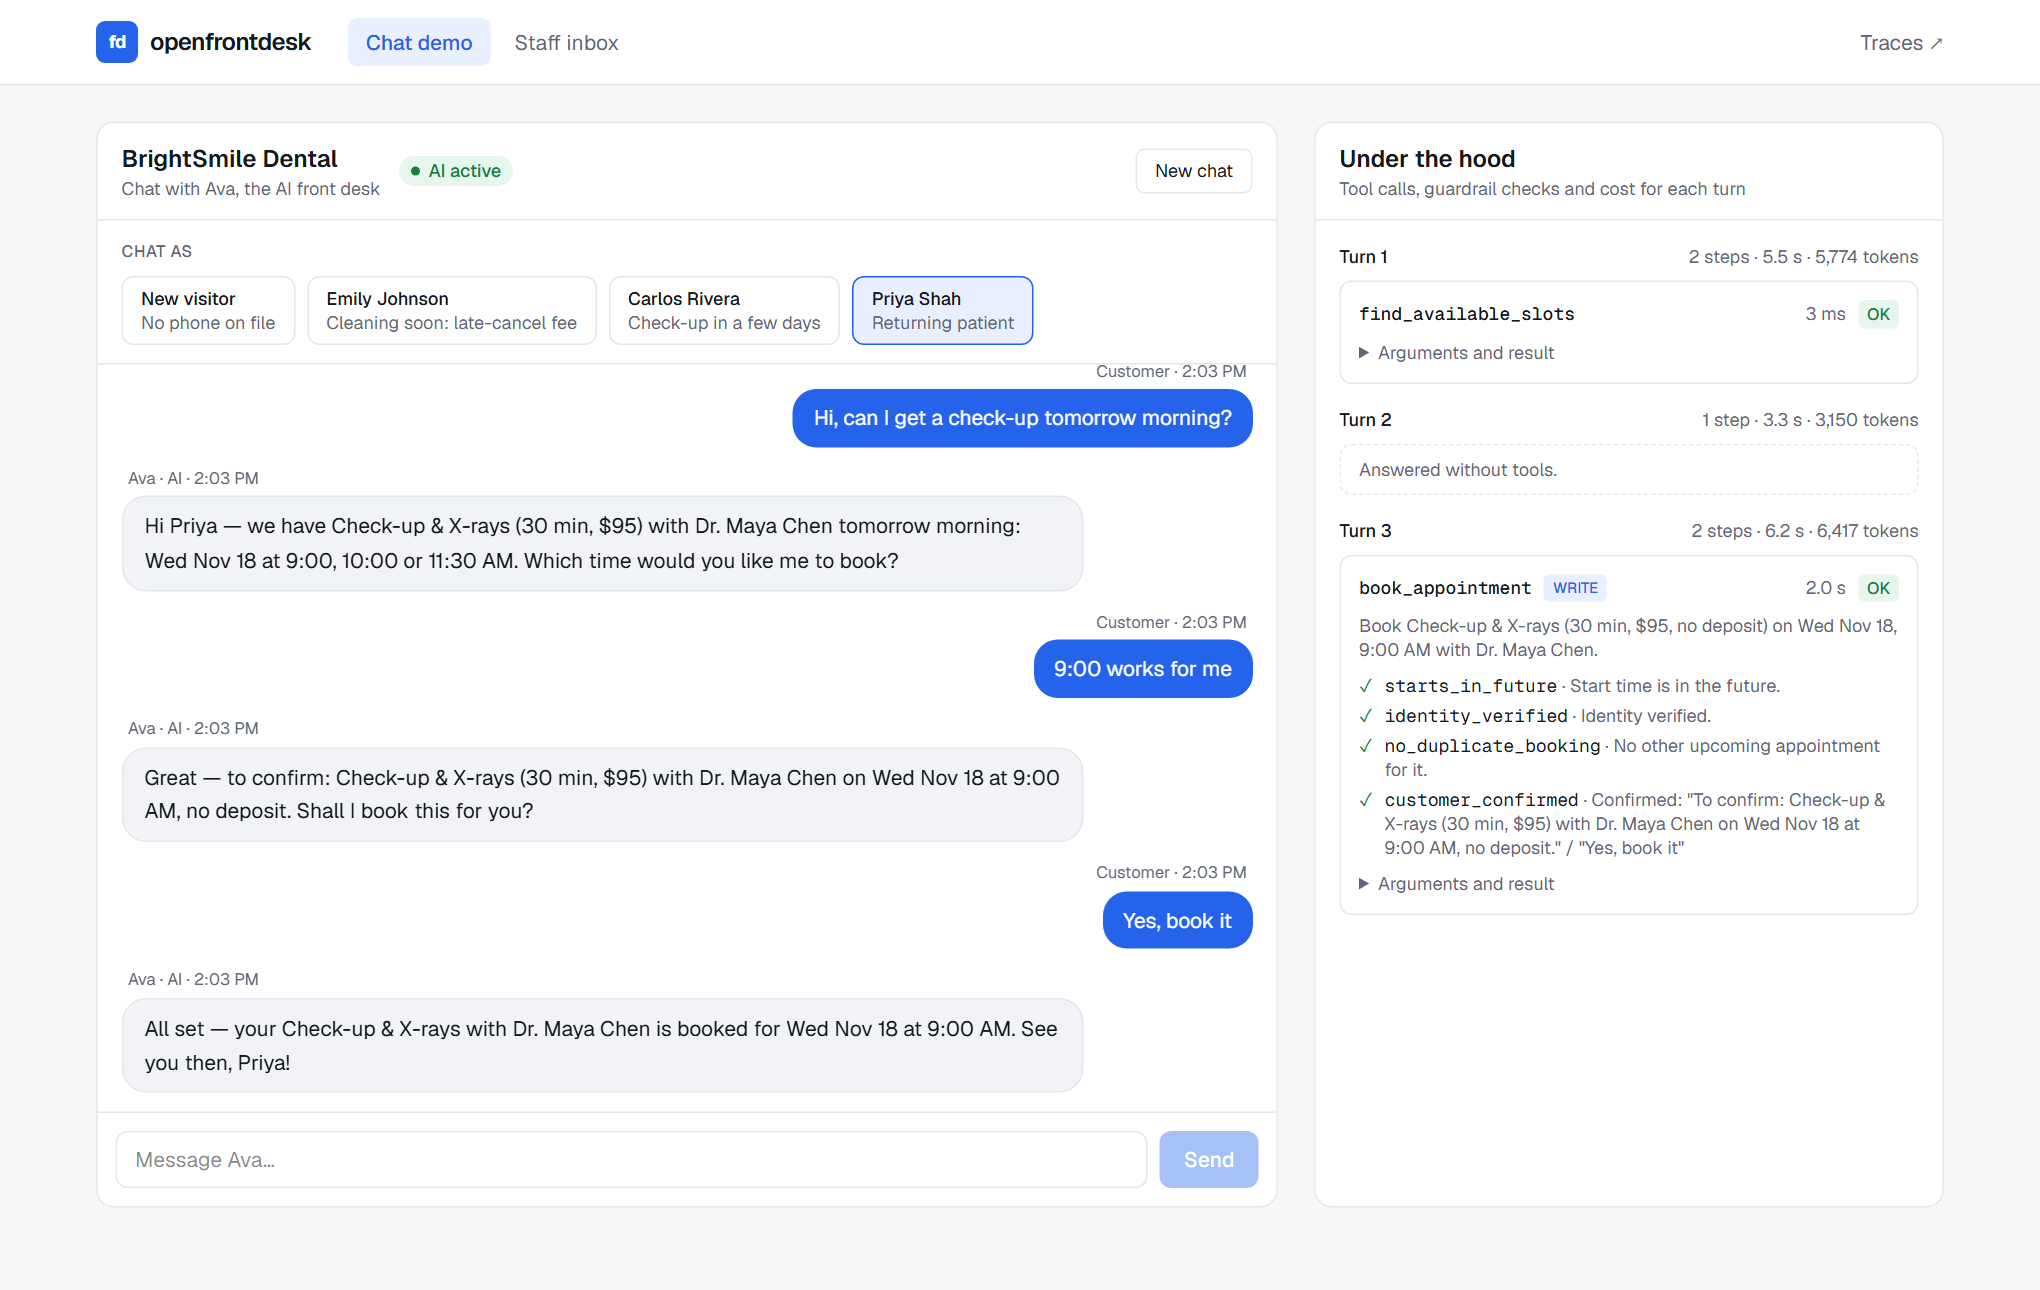 fd openfrontdesk Chat demo Staff inbox Traces ↗
BrightSmile Dental
Chat with Ava, the AI front desk
● AI active
New chat
CHAT AS
New visitor
No phone on file
Emily Johnson
Cleaning soon: late-cancel fee
Carlos Rivera
Check-up in a few days
Priya Shah
Returning patient
Customer · 2:03 PM
Hi, can I get a check-up tomorrow morning?
Ava · AI · 2:03 PM
Hi Priya — we have Check-up & X-rays (30 min, $95) with Dr. Maya Chen tomorrow morning:
Wed Nov 18 at 9:00, 10:00 or 11:30 AM. Which time would you like me to book?
Customer · 2:03 PM
9:00 works for me
Ava · AI · 2:03 PM
Great — to confirm: Check-up & X-rays (30 min, $95) with Dr. Maya Chen on Wed Nov 18 at 9:00
AM, no deposit. Shall I book this for you?
Customer · 2:03 PM
Yes, book it
Ava · AI · 2:03 PM
All set — your Check-up & X-rays with Dr. Maya Chen is booked for Wed Nov 18 at 9:00 AM. See
you then, Priya!
Message Ava...
Send
Under the hood
Tool calls, guardrail checks and cost for each turn
Turn 1 2 steps · 5.5 s · 5,774 tokens
find_available_slots 3 ms OK
▶ Arguments and result
Turn 2 1 step · 3.3 s · 3,150 tokens
Answered without tools.
Turn 3 2 steps · 6.2 s · 6,417 tokens
book_appointment WRITE 2.0 s OK
Book Check-up & X-rays (30 min, $95, no deposit) on Wed Nov 18,
9:00 AM with Dr. Maya Chen.
✓ starts_in_future · Start time is in the future.
✓ identity_verified · Identity verified.
✓ no_duplicate_booking · No other upcoming appointment
for it.
✓ customer_confirmed · Confirmed: "To confirm: Check-up &
X-rays (30 min, $95) with Dr. Maya Chen on Wed Nov 18 at
9:00 AM, no deposit." / "Yes, book it"
▶ Arguments and result